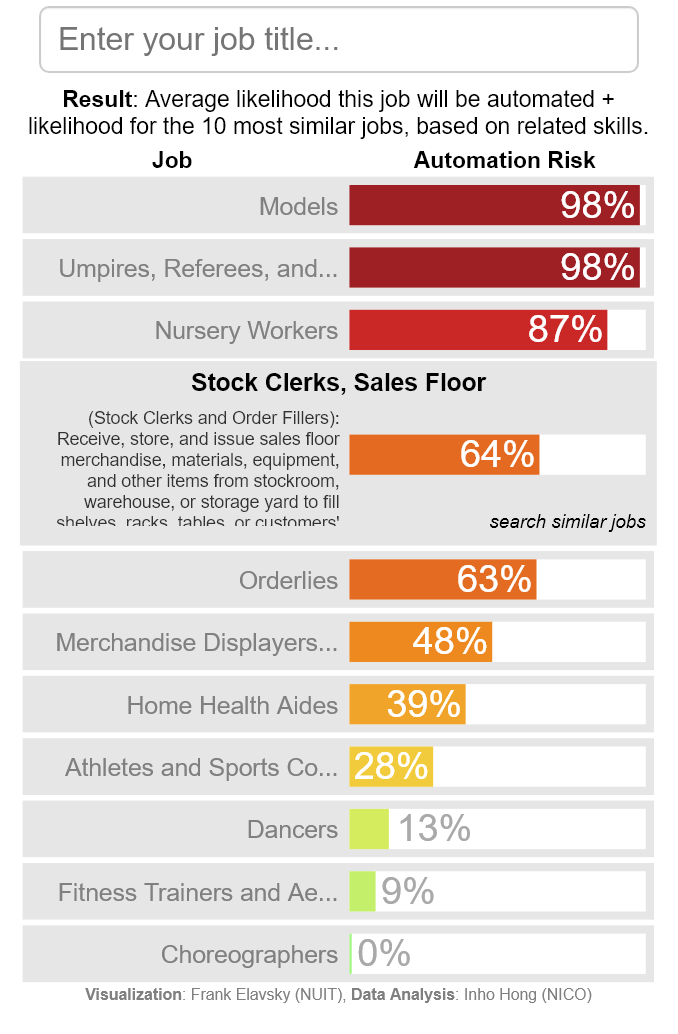 Enter your job title...
Result: Average likelihood this job will be automated +
likelihood for the 10 most similar jobs, based on related skills.
Job Automation Risk
Models 98%
Umpires, Referees, and... 98%
Nursery Workers 87%
Stock Clerks, Sales Floor
(Stock Clerks and Order Fillers):
Receive, store, and issue sales floor
merchandise, materials, equipment,
and other items from stockroom,
warehouse, or storage yard to fill
shelves, racks, tables, or customers'
64%
search similar jobs
Orderlies 63%
Merchandise Displayers... 48%
Home Health Aides 39%
Athletes and Sports Co... 28%
Dancers 13%
Fitness Trainers and Ae... 9%
Choreographers 0%
Visualization: Frank Elavsky (NUIT), Data Analysis: Inho Hong (NICO)